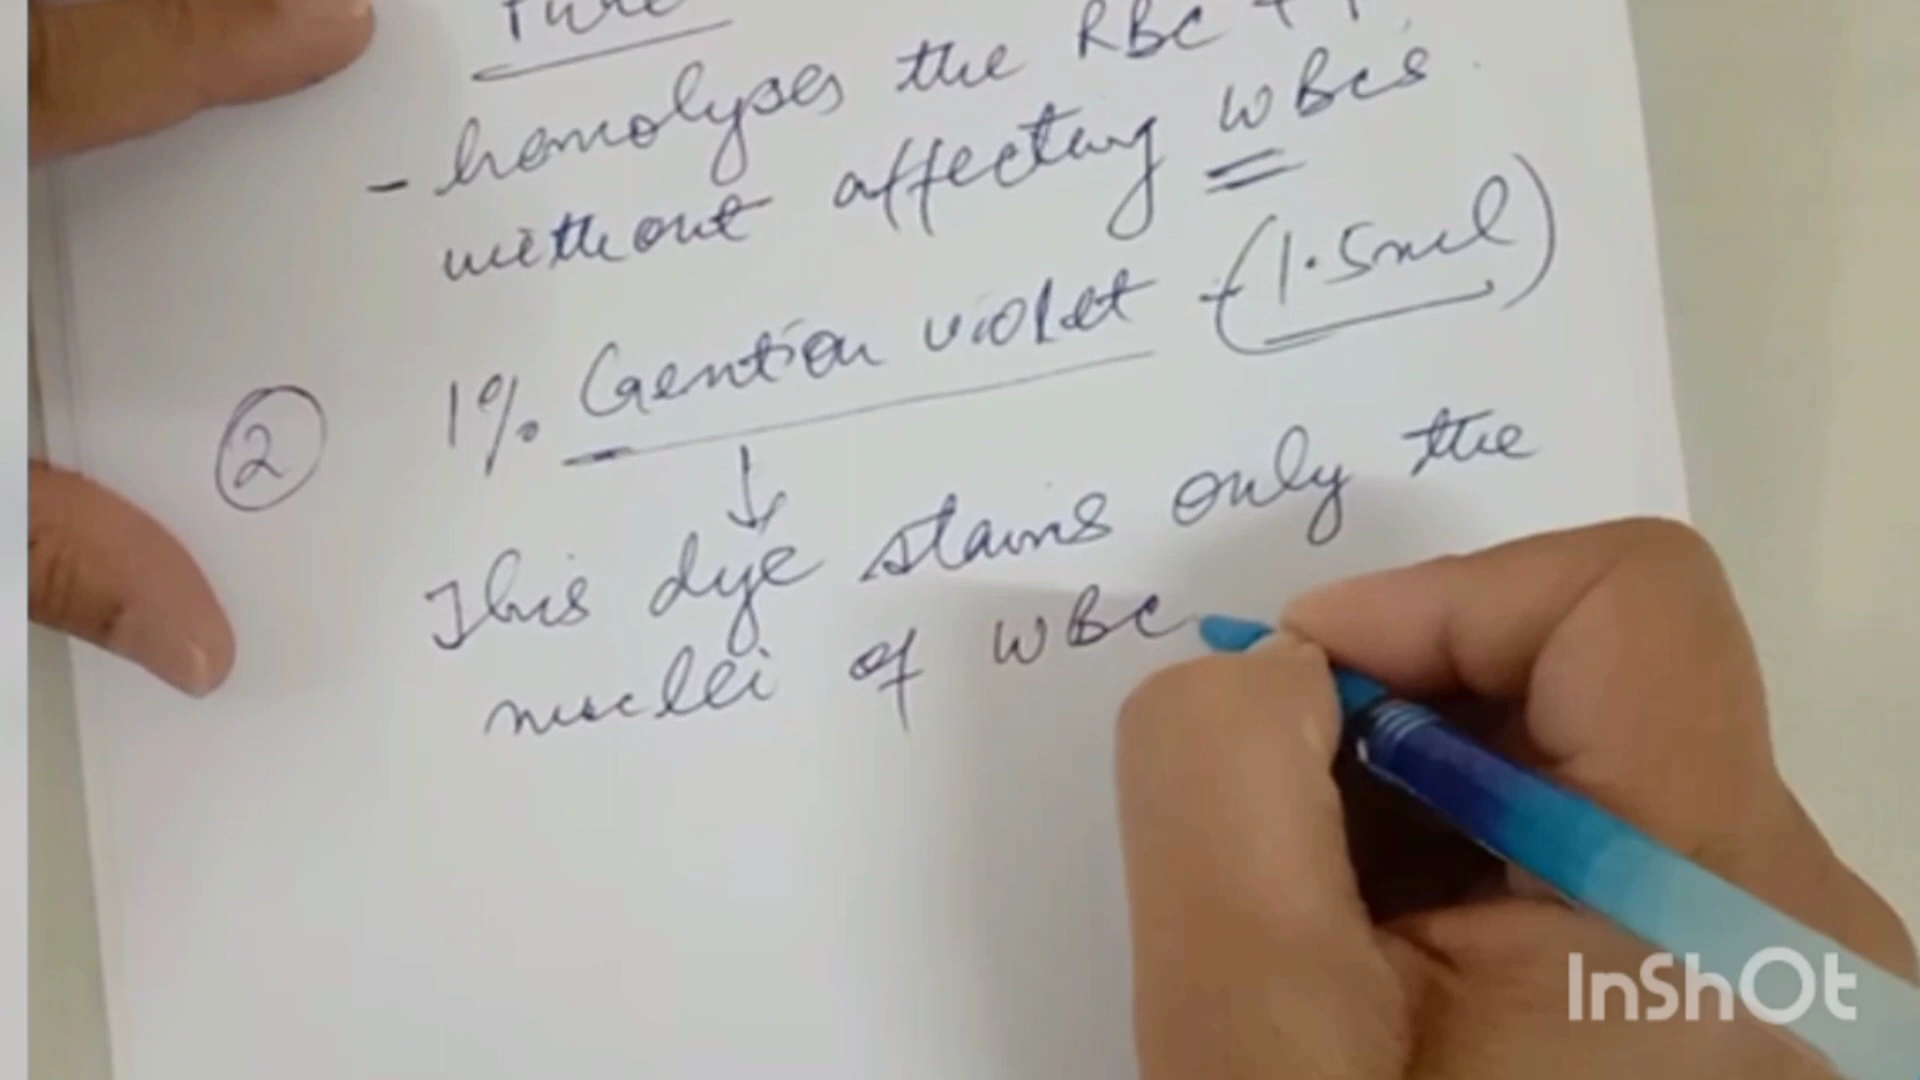 - hemolyses the RBC +
without affecting WBCs.
② 1% Gention violet - (1.5ml)
↓
This dye stains only the
nuclei of WBC
InShOt